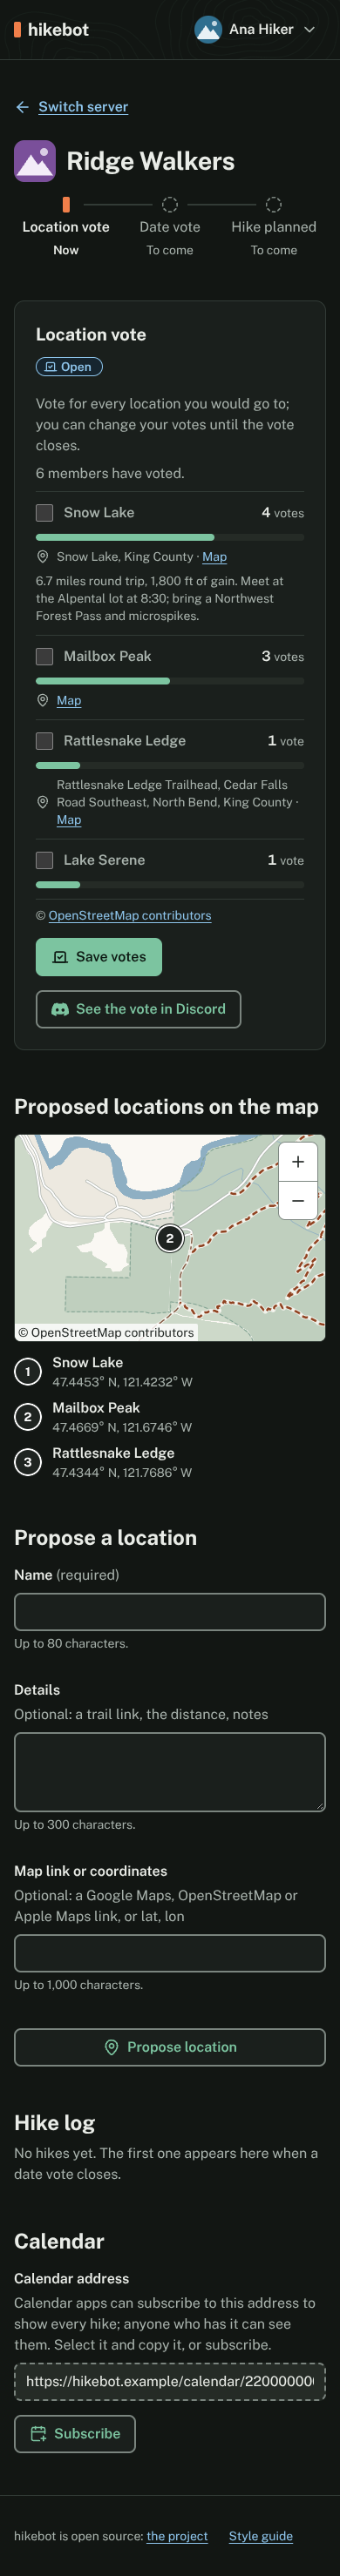 hikebot
Ana Hiker
Switch server
Ridge Walkers
Location vote
Date vote
Hike planned
Now
To come
To come
Location vote
Open
Vote for every location you would go to;
you can change your votes until the vote
closes.
6 members have voted.
Snow Lake
4 votes
Snow Lake, King County · Map
6.7 miles round trip, 1,800 ft of gain. Meet at
the Alpental lot at 8:30; bring a Northwest
Forest Pass and microspikes.
Mailbox Peak
3 votes
Map
Rattlesnake Ledge
1 vote
Rattlesnake Ledge Trailhead, Cedar Falls
Road Southeast, North Bend, King County ·
Map
Lake Serene
1 vote
© OpenStreetMap contributors
Save votes
See the vote in Discord
Proposed locations on the map
+
−
2
© OpenStreetMap contributors
1
Snow Lake
47.4453° N, 121.4232° W
2
Mailbox Peak
47.4669° N, 121.6746° W
3
Rattlesnake Ledge
47.4344° N, 121.7686° W
Propose a location
Name (required)
Up to 80 characters.
Details
Optional: a trail link, the distance, notes
Up to 300 characters.
Map link or coordinates
Optional: a Google Maps, OpenStreetMap or
Apple Maps link, or lat, lon
Up to 1,000 characters.
Propose location
Hike log
No hikes yet. The first one appears here when a
date vote closes.
Calendar
Calendar address
Calendar apps can subscribe to this address to
show every hike; anyone who has it can see
them. Select it and copy it, or subscribe.
https://hikebot.example/calendar/220000000
Subscribe
hikebot is open source: the project
Style guide